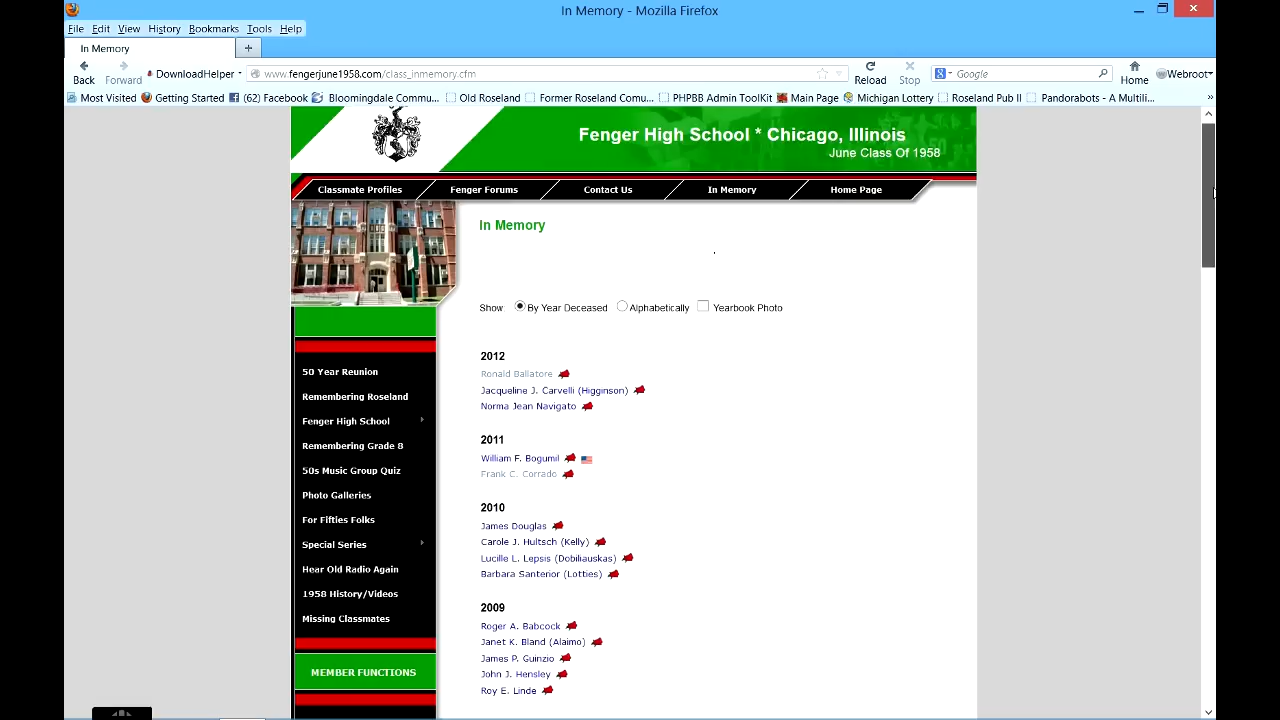 In Memory - Mozilla Firefox
File Edit View History Bookmarks Tools Help
In Memory +
Back Forward DownloadHelper www.fengerjune1958.com/class_inmemory.cfm Reload Stop Google Home Webroot
Most Visited Getting Started (62) Facebook Bloomingdale Commu... Old Roseland Former Roseland Comu... PHPBB Admin ToolKit Main Page Michigan Lottery Roseland Pub II Pandorabots - A Multili... »
Fenger High School * Chicago, Illinois
June Class Of 1958
Classmate Profiles Fenger Forums Contact Us In Memory Home Page
In Memory
Show: By Year Deceased Alphabetically Yearbook Photo
2012
Ronald Ballatore
Jacqueline J. Carvelli (Higginson)
Norma Jean Navigato
2011
William F. Bogumil
Frank C. Corrado
2010
James Douglas
Carole J. Hultsch (Kelly)
Lucille L. Lepsis (Dobiliauskas)
Barbara Santerior (Lotties)
2009
Roger A. Babcock
Janet K. Bland (Alaimo)
James P. Guinzio
John J. Hensley
Roy E. Linde
50 Year Reunion
Remembering Roseland
Fenger High School
Remembering Grade 8
50s Music Group Quiz
Photo Galleries
For Fifties Folks
Special Series
Hear Old Radio Again
1958 History/Videos
Missing Classmates
MEMBER FUNCTIONS